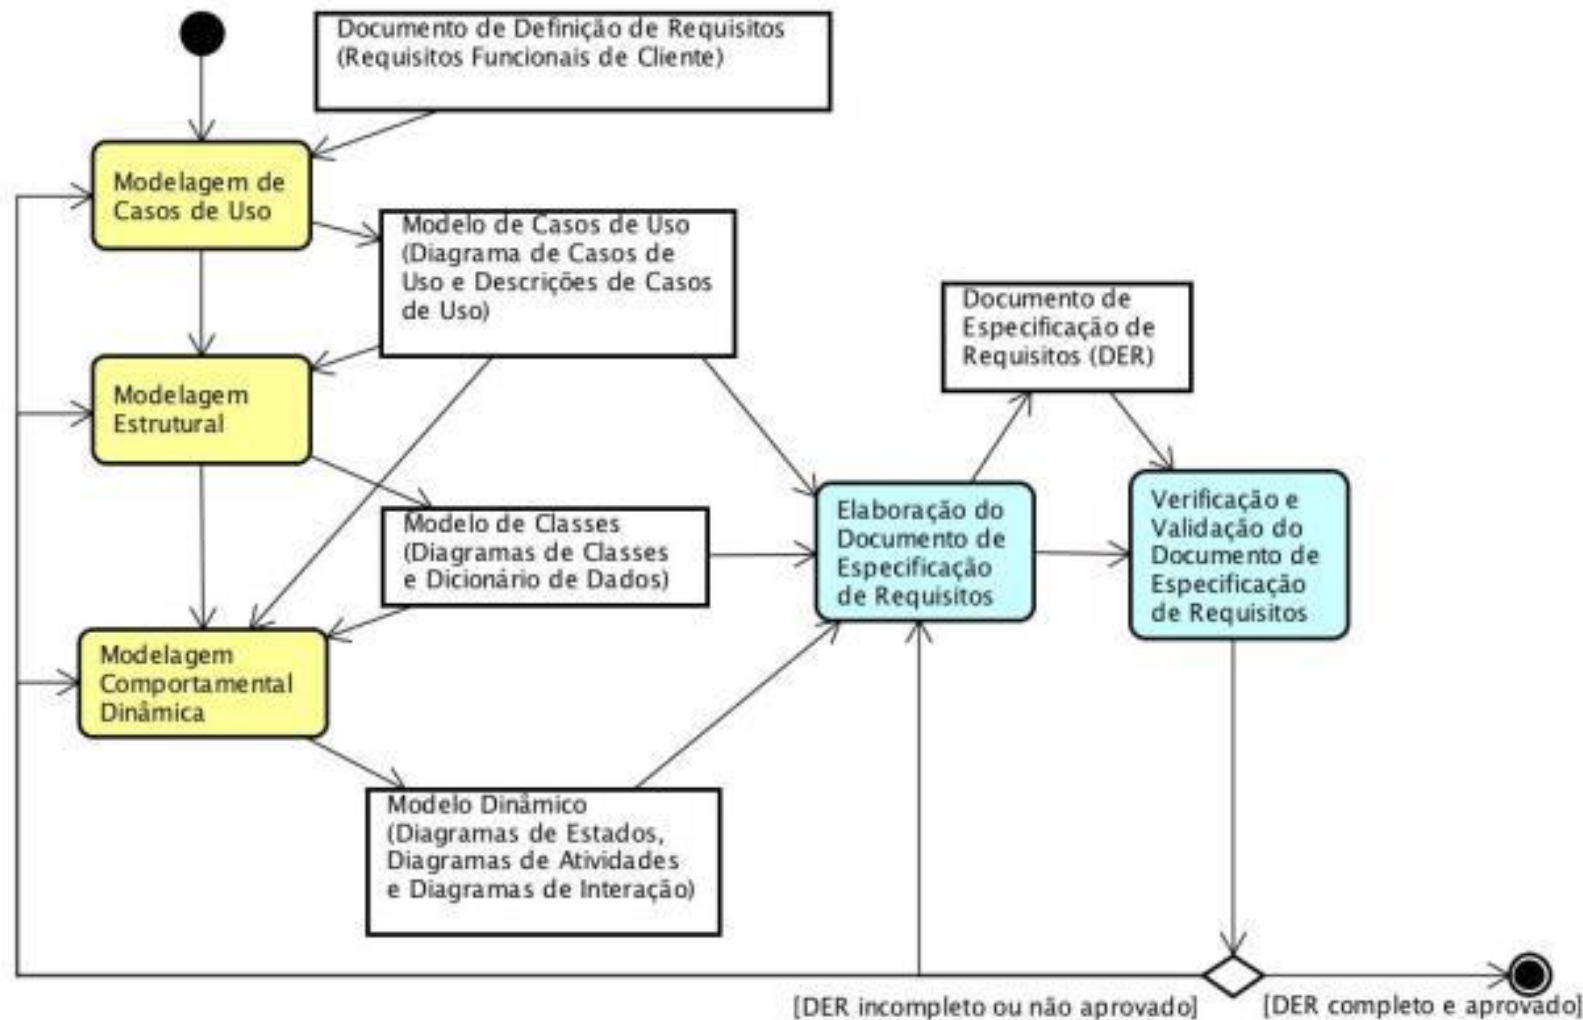 Documento de Definição de Requisitos
(Requisitos Funcionais de Cliente)
Modelagem de
Casos de Uso
Modelo de Casos de Uso
(Diagrama de Casos de
Uso e Descrições de Casos
de Uso)
Modelagem
Estrutural
Documento de
Especificação de
Requisitos (DER)
Modelo de Classes
(Diagramas de Classes
e Dicionário de Dados)
Elaboração do
Documento de
Especificação
de Requisitos
Verificação e
Validação do
Documento de
Especificação
de Requisitos
Modelagem
Comportamental
Dinâmica
Modelo Dinâmico
(Diagramas de Estados,
Diagramas de Atividades
e Diagramas de Interação)
[DER incompleto ou não aprovado]
[DER completo e aprovado]